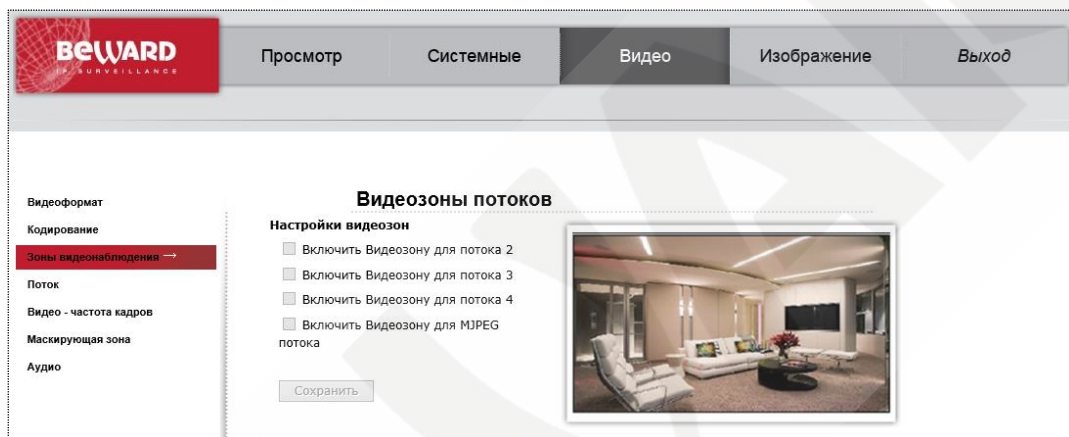 BEWARD
IP SURVEILLANCE
Просмотр
Системные
Видео
Изображение
Выход
Видеоформат
Кодирование
Зоны видеонаблюдения →
Поток
Видео - частота кадров
Маскирующая зона
Аудио
Видеозоны потоков
Настройки видеозон
Включить Видеозону для потока 2
Включить Видеозону для потока 3
Включить Видеозону для потока 4
Включить Видеозону для MJPEG
потока
Сохранить